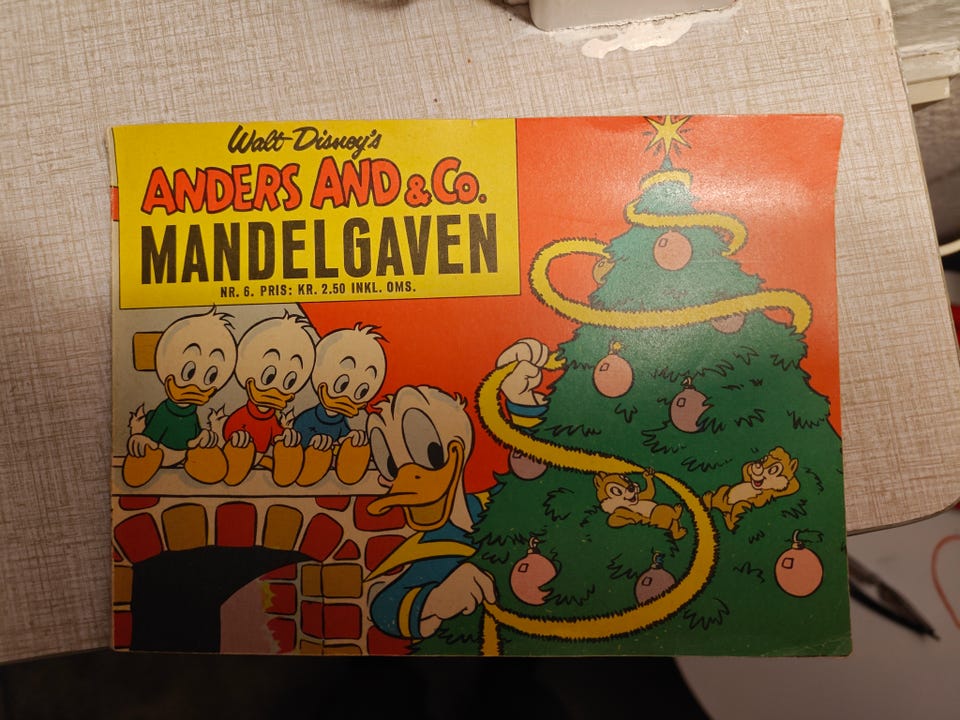 Walt Disney's
ANDERS AND & Co.
MANDELGAVEN
NR. 6. PRIS: KR. 2.50 INKL. OMS.